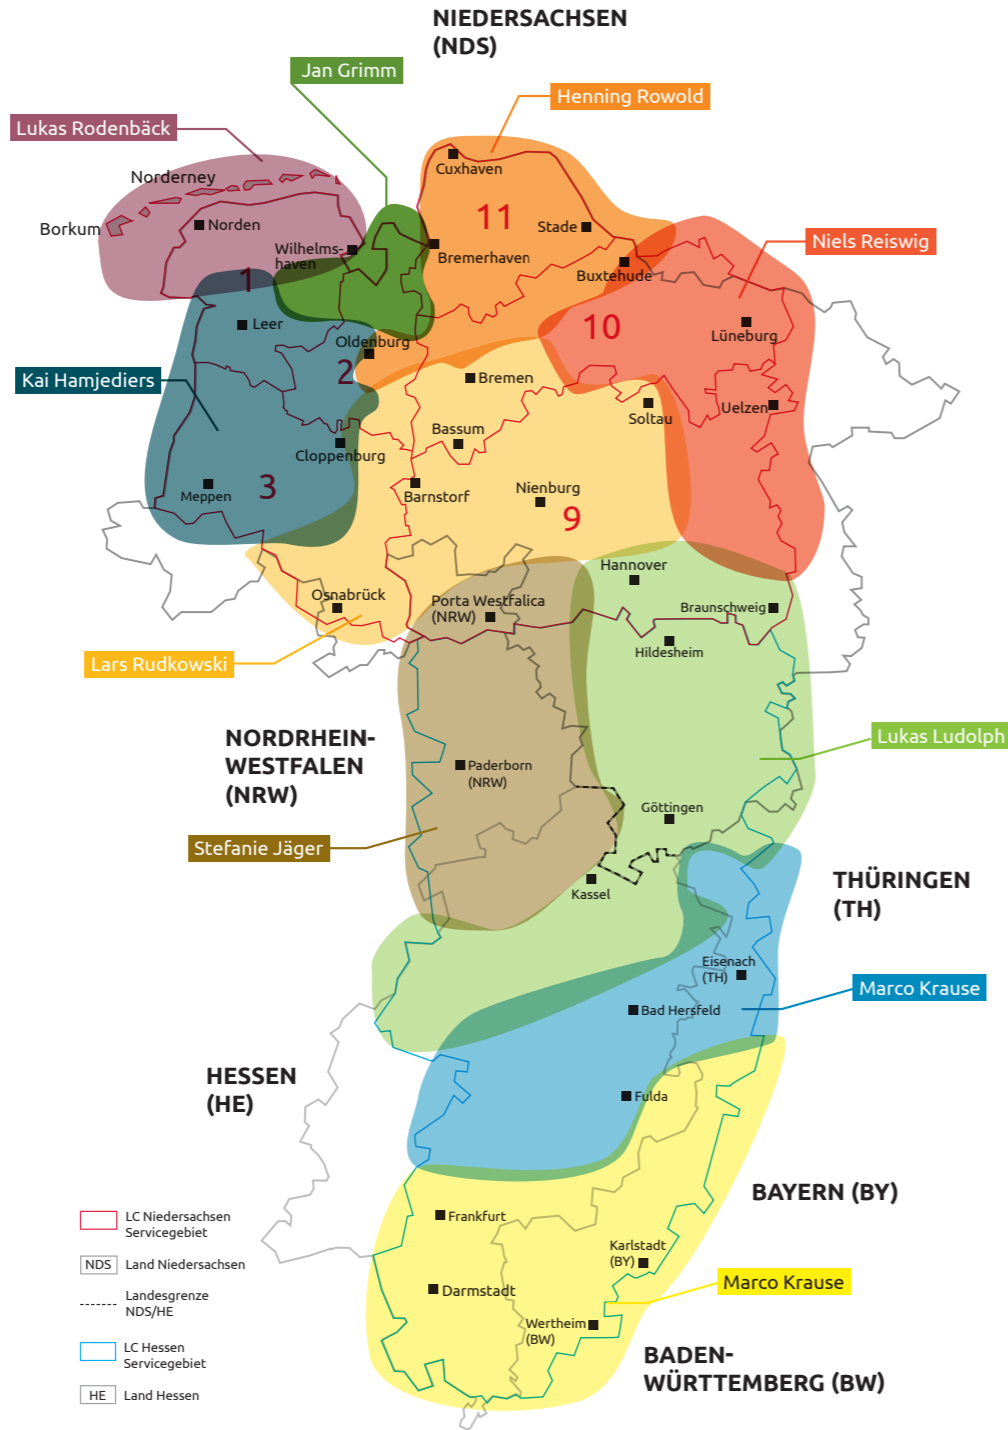 NIEDERSACHSEN
(NDS)
Jan Grimm
Henning Rowold
Lukas Rodenbäck
Cuxhaven
Norderney
11
Borkum
Norden
Stade
Niels Reiswig
Wilhelms-
haven
Bremerhaven
Buxtehude
1
Leer
10
Lüneburg
Oldenburg
2
Kai Hamjediers
Bremen
Uelzen
Soltau
Bassum
Cloppenburg
3
Meppen
Barnstorf
Nienburg
9
Hannover
Osnabrück
Porta Westfalica
(NRW)
Braunschweig
Hildesheim
Lars Rudkowski
NORDRHEIN-
WESTFALEN
(NRW)
Lukas Ludolph
Paderborn
(NRW)
Göttingen
Stefanie Jäger
Kassel
THÜRINGEN
(TH)
Eisenach
(TH)
Marco Krause
Bad Hersfeld
HESSEN
(HE)
Fulda
BAYERN (BY)
LC Niedersachsen
Servicegebiet
Frankfurt
Karlstadt
(BY)
NDS Land Niedersachsen
Marco Krause
Darmstadt
Landesgrenze
NDS/HE
Wertheim
(BW)
LC Hessen
Servicegebiet
BADEN-
WÜRTTEMBERG (BW)
HE Land Hessen